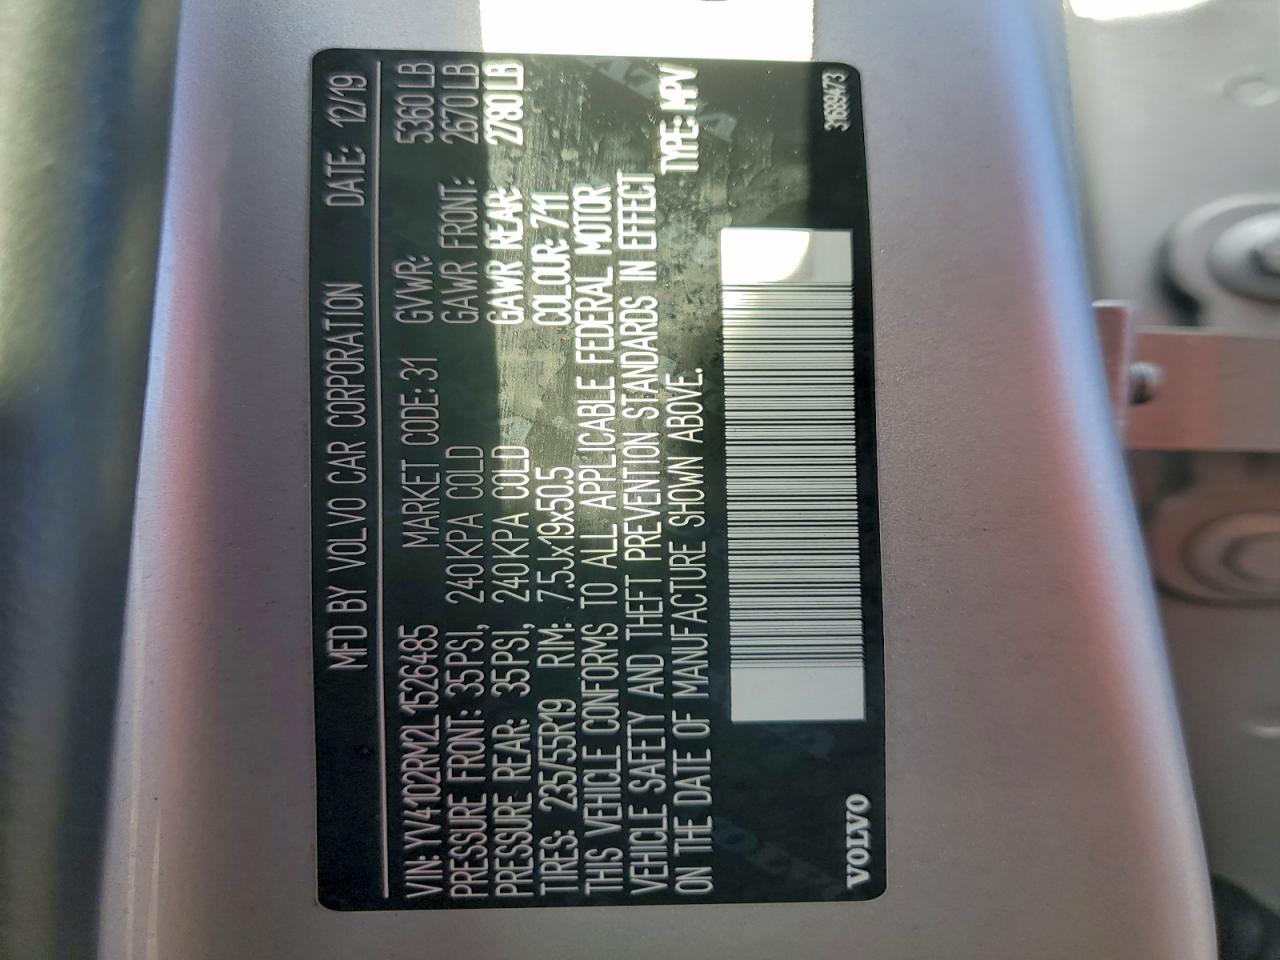 MFD BY VOLVO CAR CORPORATION DATE: 12/19
VIN: YV4102RM2L1526485 MARKET CODE: 31 GVWR: 5360 LB
PRESSURE FRONT: 35PSI, 240KPA COLD GAWR FRONT: 2670 LB
PRESSURE REAR: 35PSI, 240KPA COLD GAWR REAR: 2780 LB
TIRES: 235/55R19 RIM: 7.5Jx19x50.5 COLOUR: 711
THIS VEHICLE CONFORMS TO ALL APPLICABLE FEDERAL MOTOR
VEHICLE SAFETY AND THEFT PREVENTION STANDARDS IN EFFECT
ON THE DATE OF MANUFACTURE SHOWN ABOVE. TYPE: MPV
VOLVO 31689473